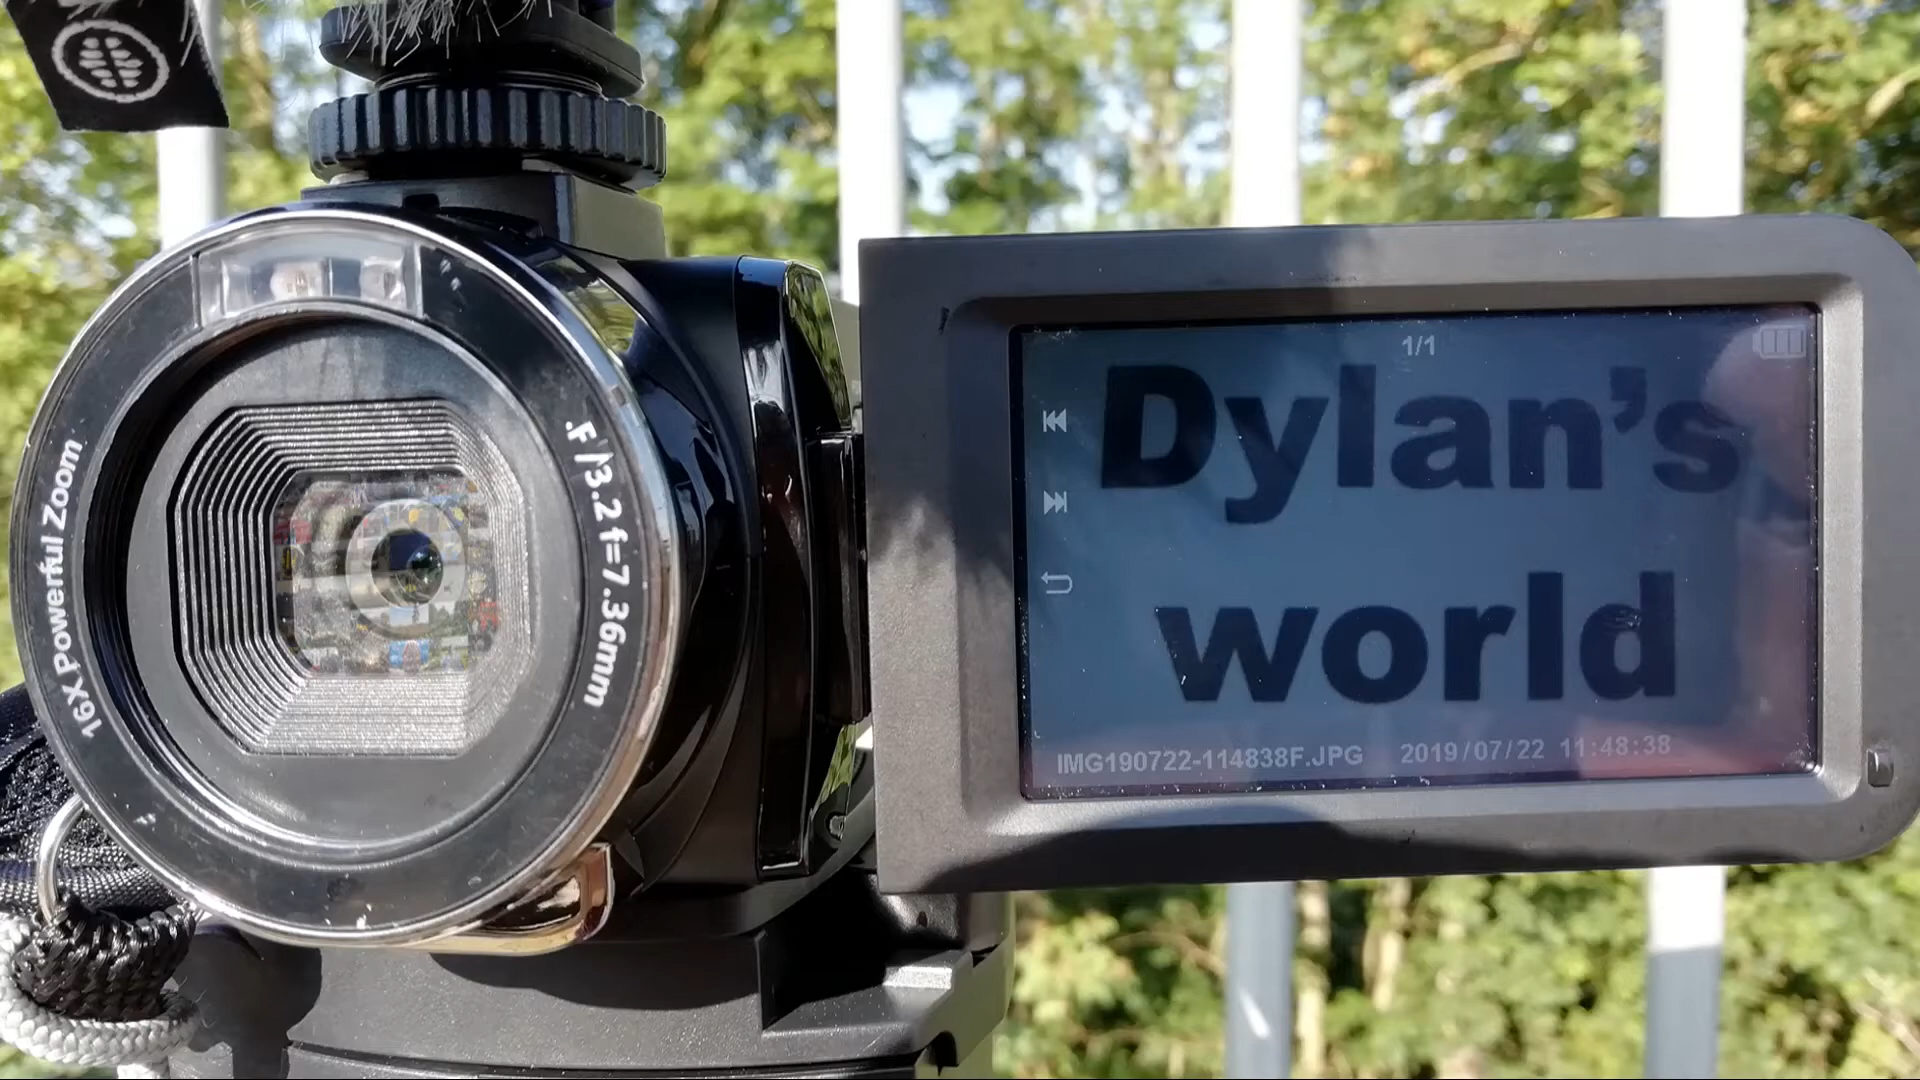 16X Powerful Zoom
F/3.2 f=7.36mm
1/1
Dylan's
world
IMG190722-114838F.JPG 2019/07/22 11:48:38